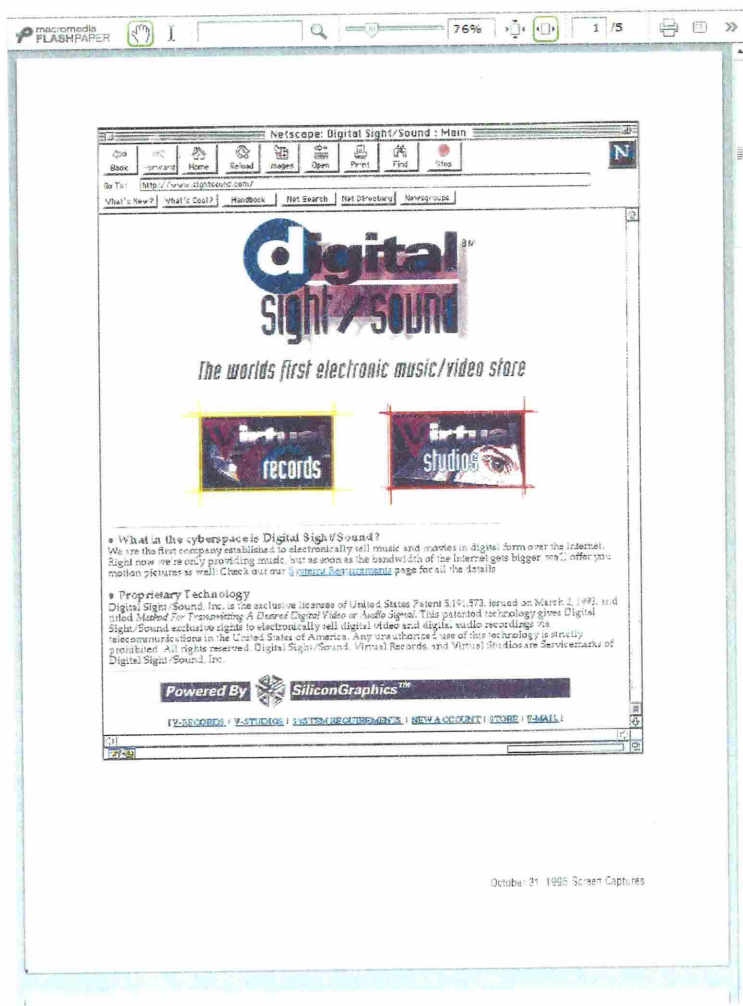 macromedia
FLASHPAPER
76%
1 /5
Netscape: Digital Sight/Sound : Main
Back Forward Home Reload Images Open Print Find Stop
N
Go To: http://www.sightsound.com/
What's New? What's Cool? Handbook Net Search Net Directory Newsgroups
digital SM
sight/sound
The worlds first electronic music/video store
Virtual
records
Virtual
studios
• What in the cyberspace is Digital Sight/Sound?
We are the first company established to electronically sell music and movies in digital form over the Internet.
Right now we're only providing music, but as soon as the bandwidth of the Internet gets bigger, we'll offer you
motion pictures as well! Check out our Systems Requirements page for all the details
• Proprietary Technology
Digital Sight/Sound, Inc. is the exclusive licensee of United States Patent 5,191,573, issued on March 2, 1993, and
titled Method For Transmitting A Desired Digital Video or Audio Signal. This patented technology gives Digital
Sight/Sound exclusive rights to electronically sell digital video and digital audio recordings via
telecommunications in the United States of America. Any unauthorized use of this technology is strictly
prohibited. All rights reserved. Digital Sight/Sound, Virtual Records, and Virtual Studios are Servicemarks of
Digital Sight/Sound, Inc.
Powered By SiliconGraphics™
| V-RECORDS | V-STUDIOS | SYSTEM REQUIREMENTS | NEW ACCOUNT | STORE | E-MAIL |
October 31, 1995 Screen Captures